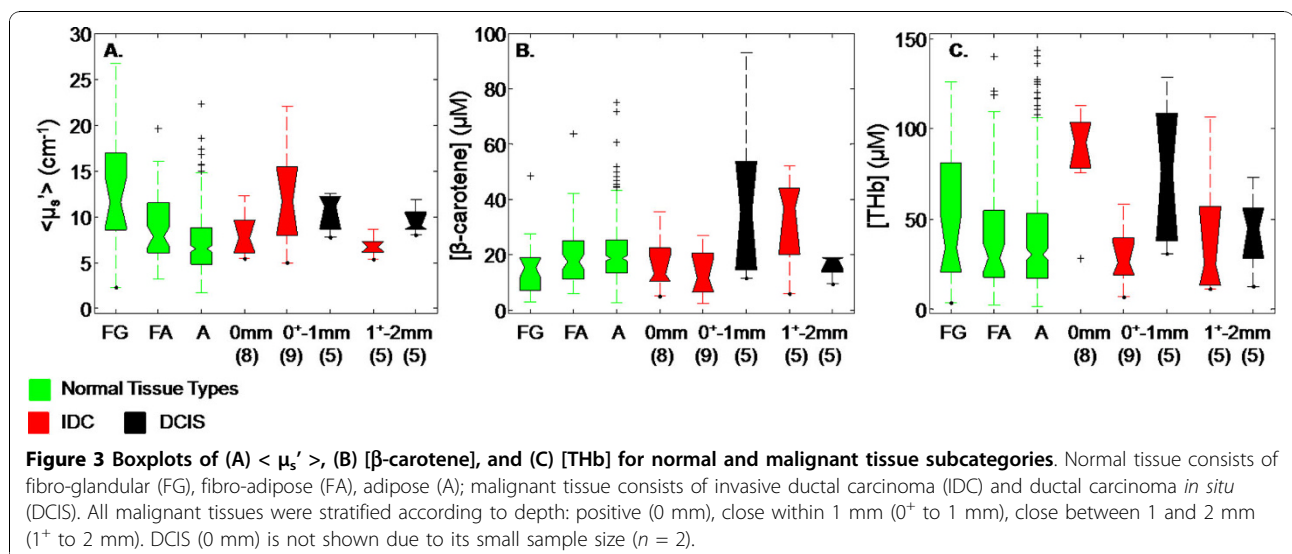 A.
30
25
20
15
10
5
0
<μs'> (cm⁻¹)
FG FA A 0mm 0⁺-1mm 1⁺-2mm
(8) (9) (5) (5) (5)
B.
100
80
60
40
20
0
[β-carotene] (μM)
FG FA A 0mm 0⁺-1mm 1⁺-2mm
(8) (9) (5) (5) (5)
C.
150
100
50
0
[THb] (μM)
FG FA A 0mm 0⁺-1mm 1⁺-2mm
(8) (9) (5) (5) (5)
Normal Tissue Types
IDC DCIS
Figure 3 Boxplots of (A) < μs' >, (B) [β-carotene], and (C) [THb] for normal and malignant tissue subcategories. Normal tissue consists of
fibro-glandular (FG), fibro-adipose (FA), adipose (A); malignant tissue consists of invasive ductal carcinoma (IDC) and ductal carcinoma in situ
(DCIS). All malignant tissues were stratified according to depth: positive (0 mm), close within 1 mm (0⁺ to 1 mm), close between 1 and 2 mm
(1⁺ to 2 mm). DCIS (0 mm) is not shown due to its small sample size (n = 2).